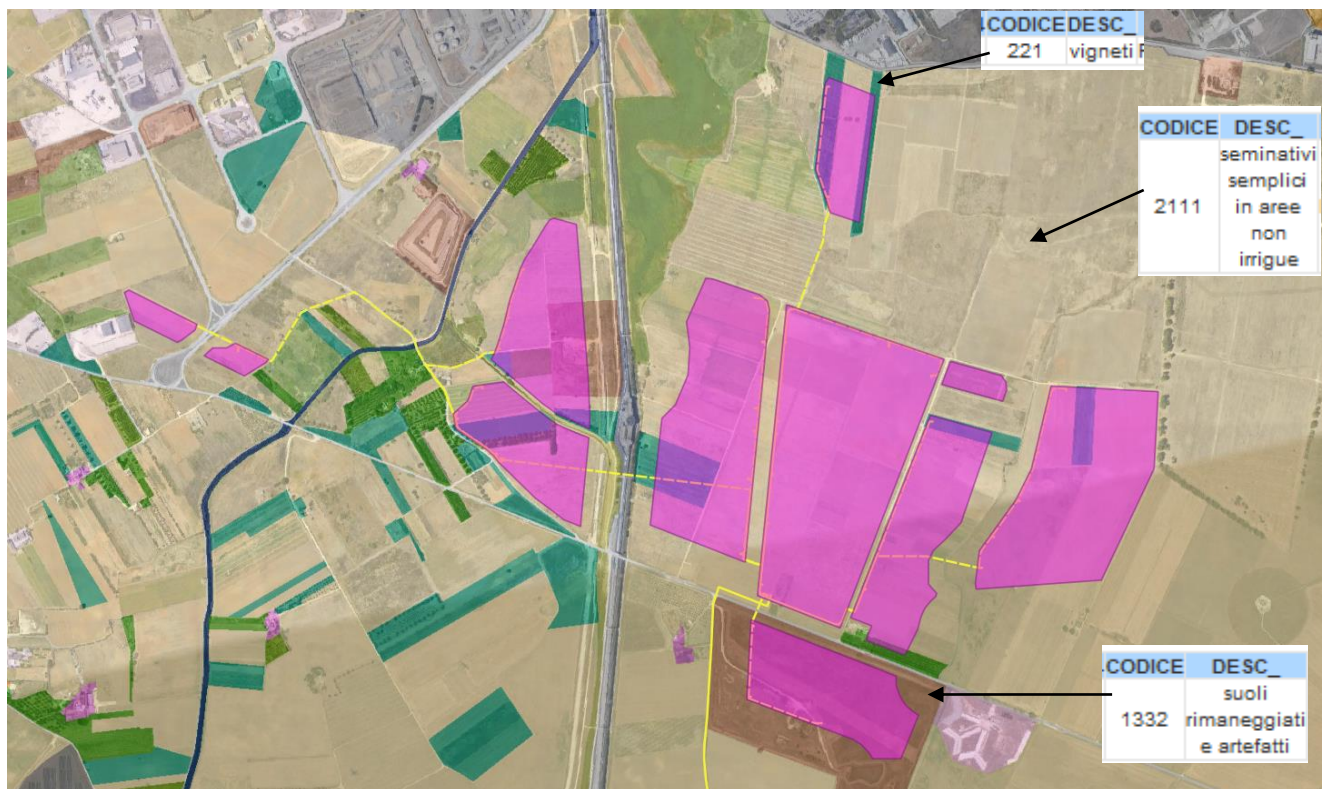 CODICE DESC_
221 vigneti
CODICE DESC_
seminativi
semplici
2111 in aree
non
irrigue
CODICE DESC_
suoli
1332 rimaneggiati
e artefatti